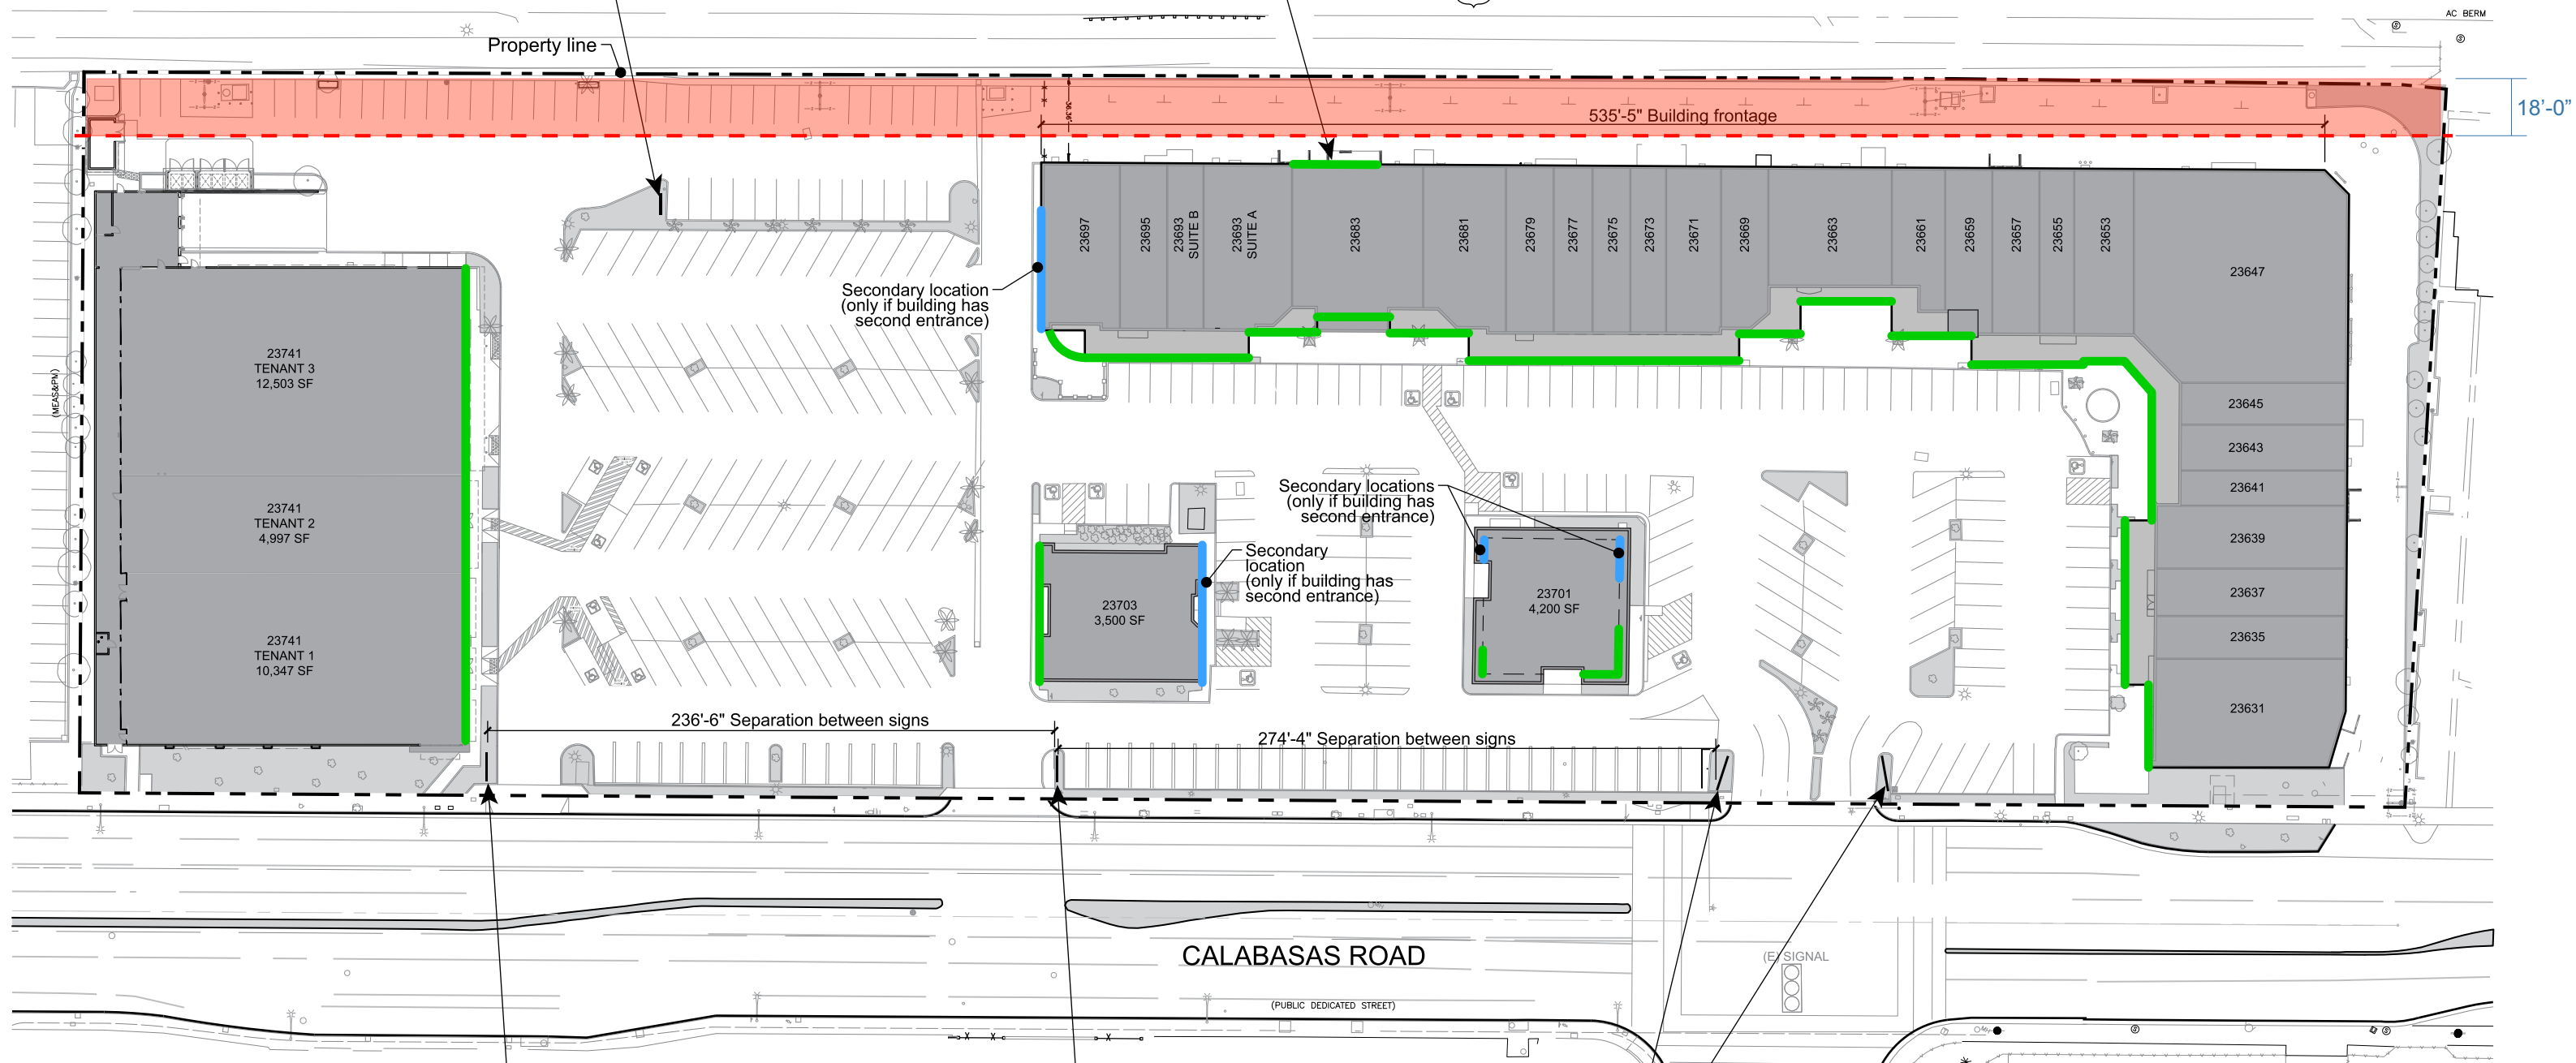 AC BERM
Property line
18'-0"
36.36'
535'-5" Building frontage
23697
23695
23693
SUITE B
23693
SUITE A
23683
23681
23679
23677
23675
23673
23671
23669
23663
23661
23659
23657
23655
23653
23647
Secondary location
(only if building has
second entrance)
23741
TENANT 3
12,503 SF
(MEAS&PM)
23645
23643
23641
Secondary locations
(only if building has
second entrance)
23741
TENANT 2
4,997 SF
23639
Secondary
location
(only if building has
second entrance)
23703
3,500 SF
23701
4,200 SF
23637
23635
23741
TENANT 1
10,347 SF
23631
236'-6" Separation between signs
274'-4" Separation between signs
CALABASAS ROAD
(E) SIGNAL
(PUBLIC DEDICATED STREET)